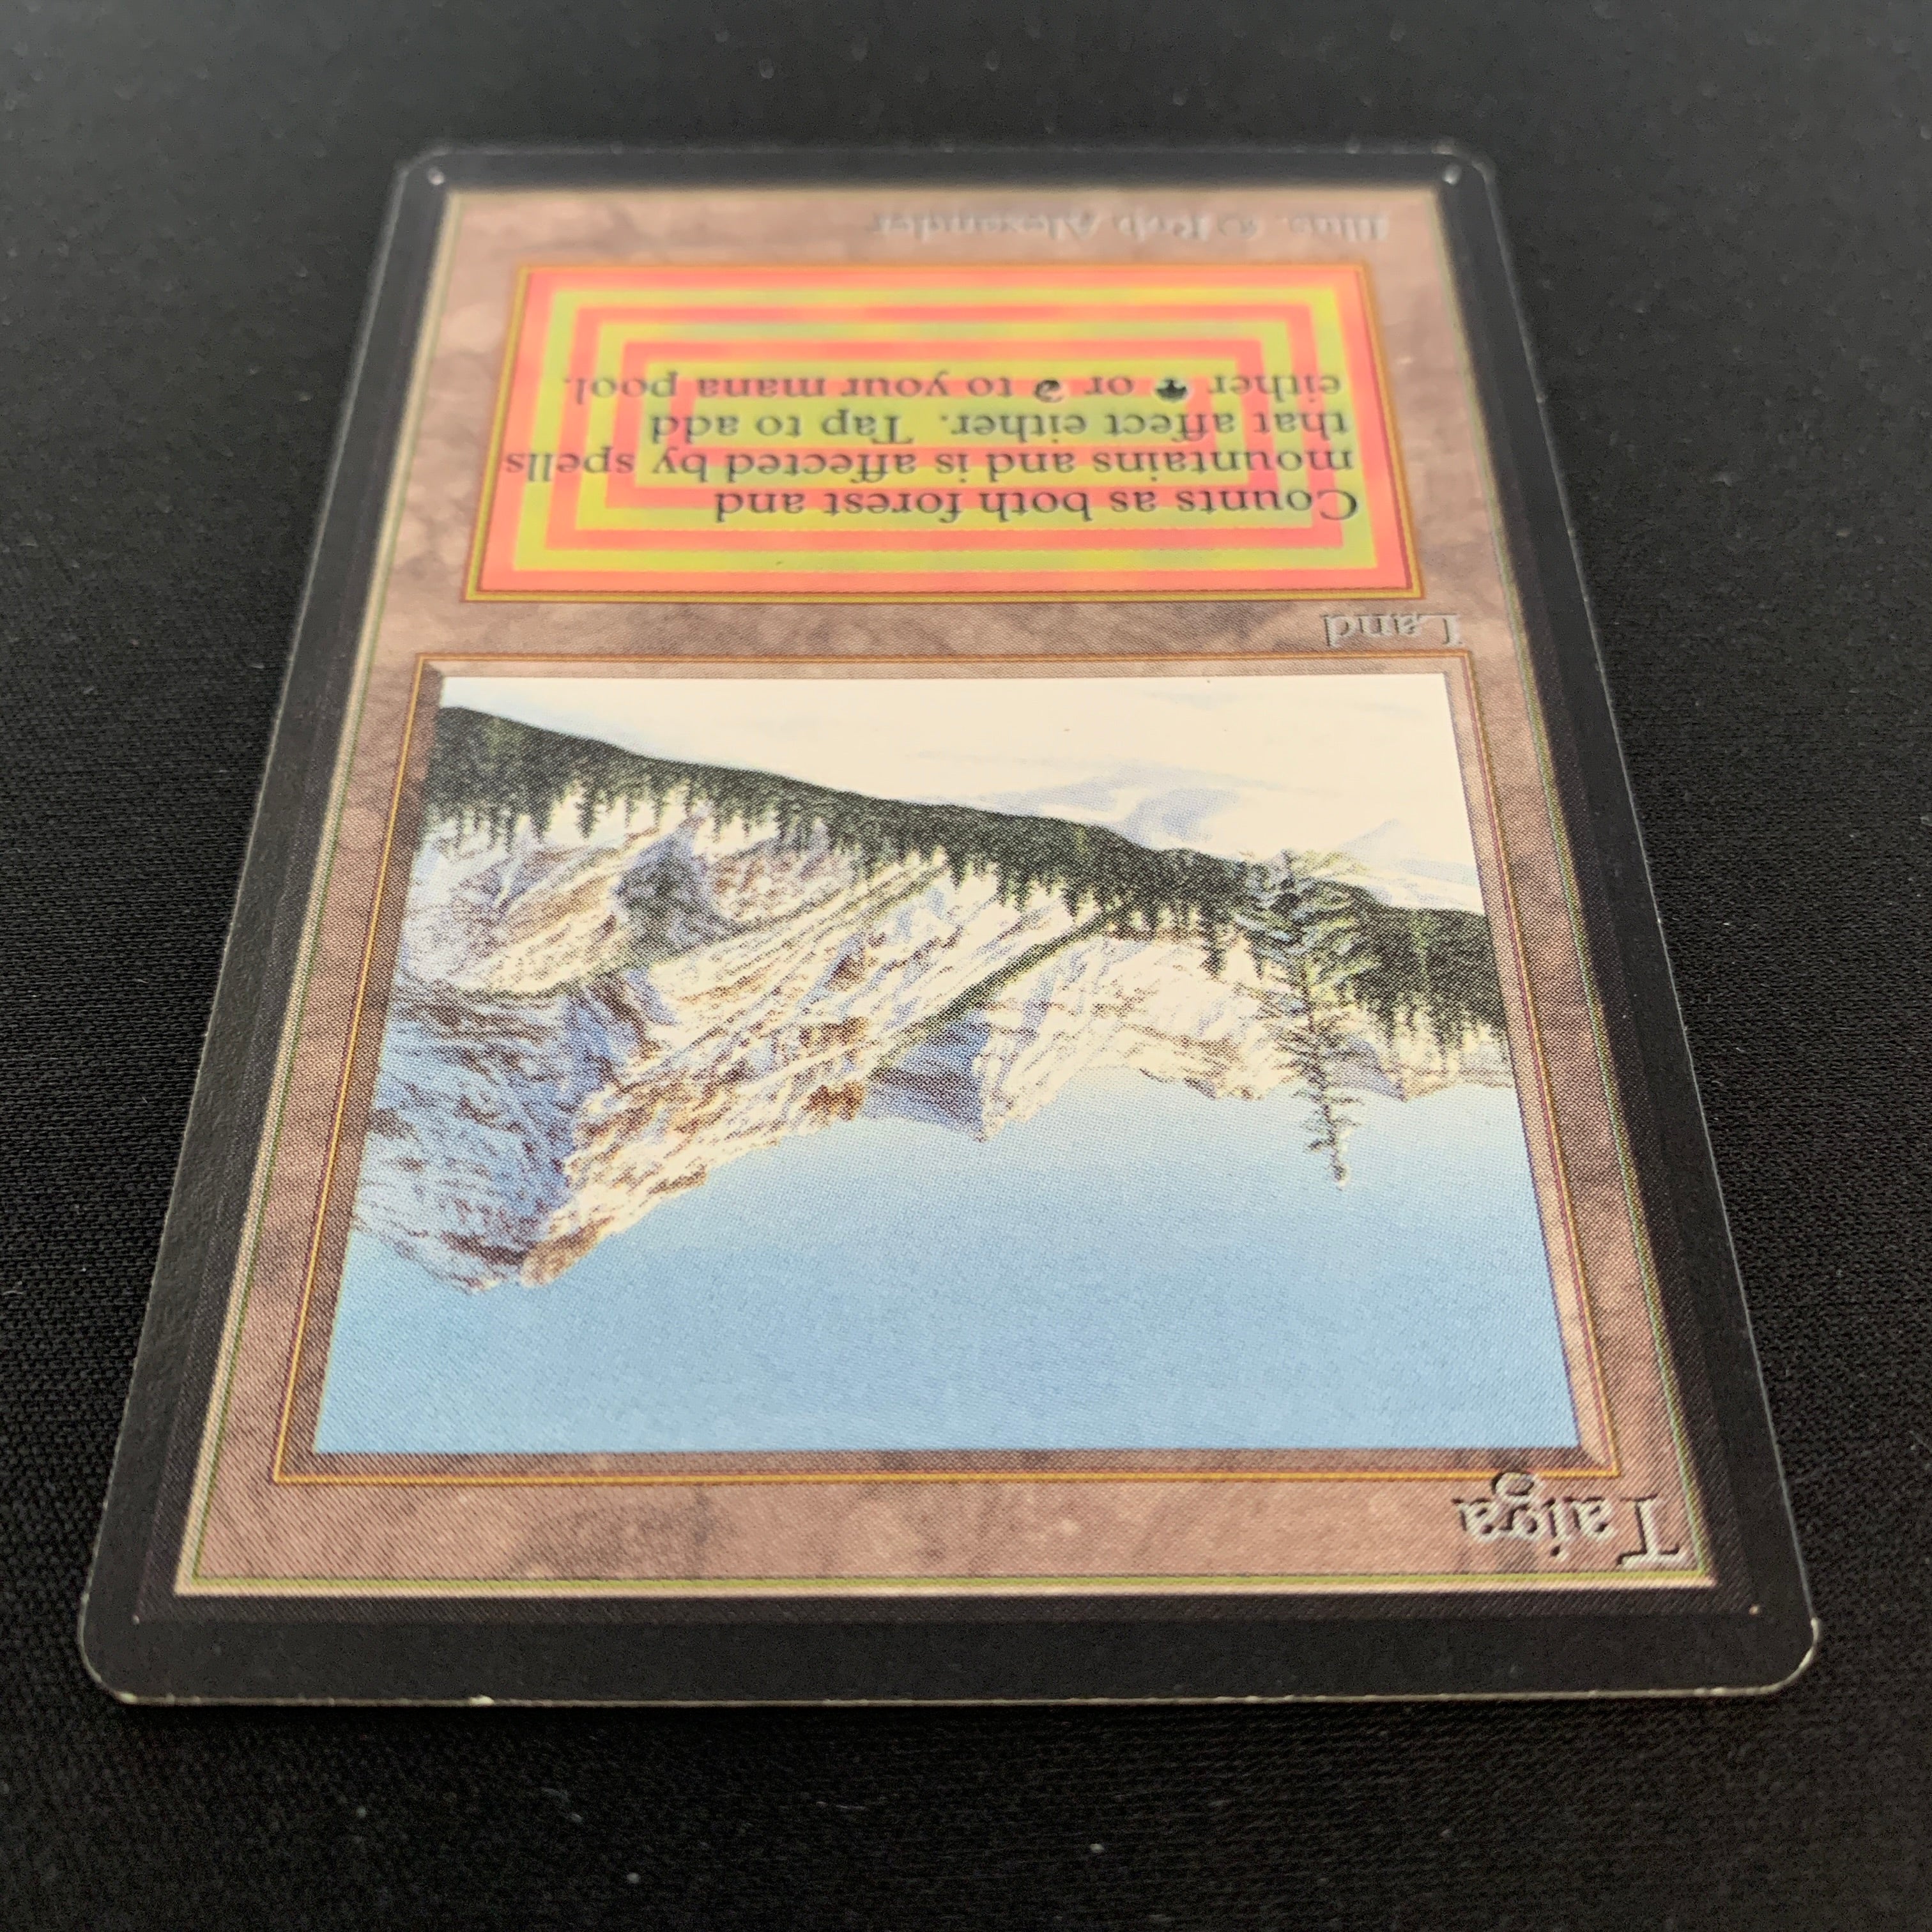 Taiga
Land
Counts as both forest and
mountains and is affected by spells
that affect either. Tap to add
either or to your mana pool.
Illus. © Rob Alexander